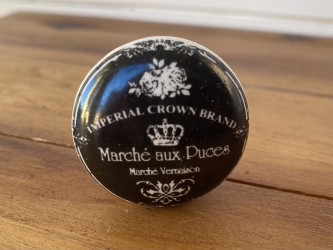 IMPERIAL CROWN BRAND
Marché aux Puces
Marché Vernaison